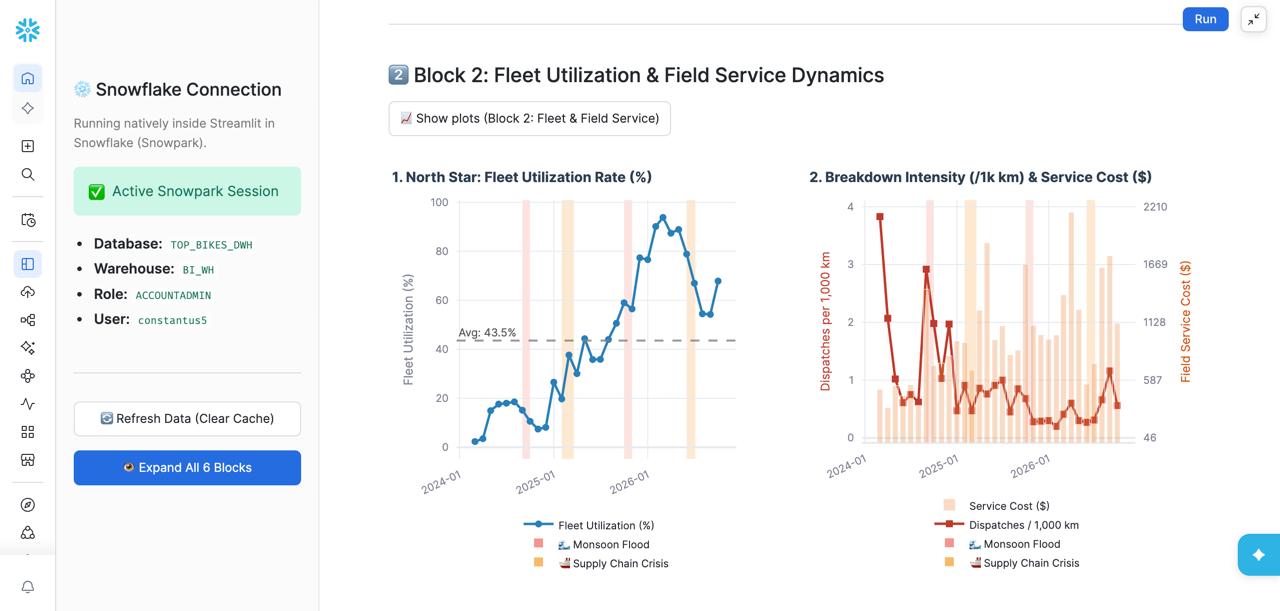 Run
Snowflake Connection
Running natively inside Streamlit in
Snowflake (Snowpark).
Active Snowpark Session
Database: TOP_BIKES_DWH
Warehouse: BI_WH
Role: ACCOUNTADMIN
User: constantus5
Refresh Data (Clear Cache)
Expand All 6 Blocks
2 Block 2: Fleet Utilization & Field Service Dynamics
Show plots (Block 2: Fleet & Field Service)
1. North Star: Fleet Utilization Rate (%)
Fleet Utilization (%)
100
80
60
40
20
0
Avg: 43.5%
2024-01
2025-01
2026-01
Fleet Utilization (%)
Monsoon Flood
Supply Chain Crisis
2. Breakdown Intensity (/1k km) & Service Cost ($)
Dispatches per 1,000 km
4
3
2
1
0
2210
1669
1128
587
46
Field Service Cost ($)
2024-01
2025-01
2026-01
Service Cost ($)
Dispatches / 1,000 km
Monsoon Flood
Supply Chain Crisis